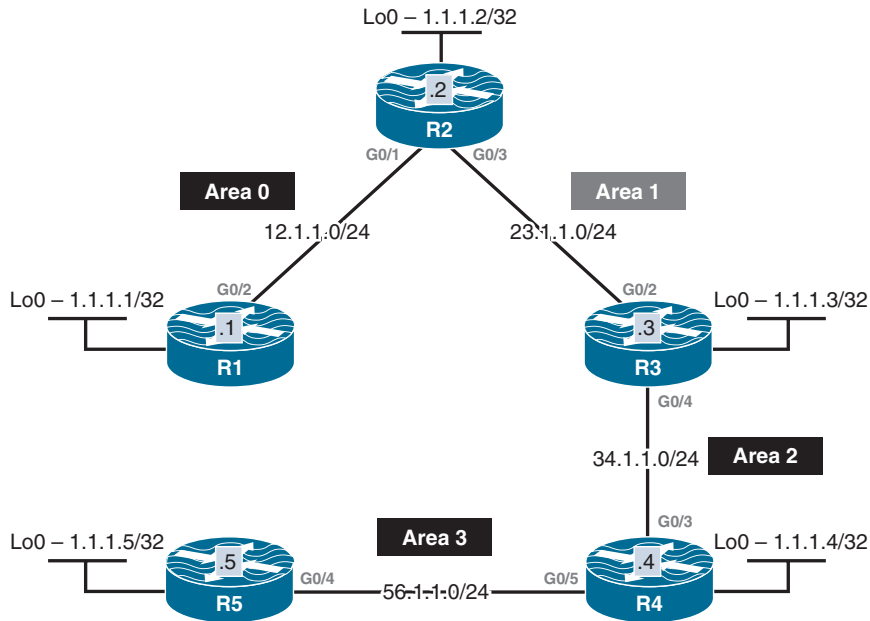 Lo0 – 1.1.1.2/32
.2
R2
G0/1
G0/3
Area 0
Area 1
12.1.1.0/24
23.1.1.0/24
G0/2
G0/2
Lo0 – 1.1.1.1/32
.1
R1
.3
R3
Lo0 – 1.1.1.3/32
G0/4
34.1.1.0/24
Area 2
G0/3
Lo0 – 1.1.1.5/32
.5
R5
G0/4
Area 3
56.1.1.0/24
G0/5
.4
R4
Lo0 – 1.1.1.4/32